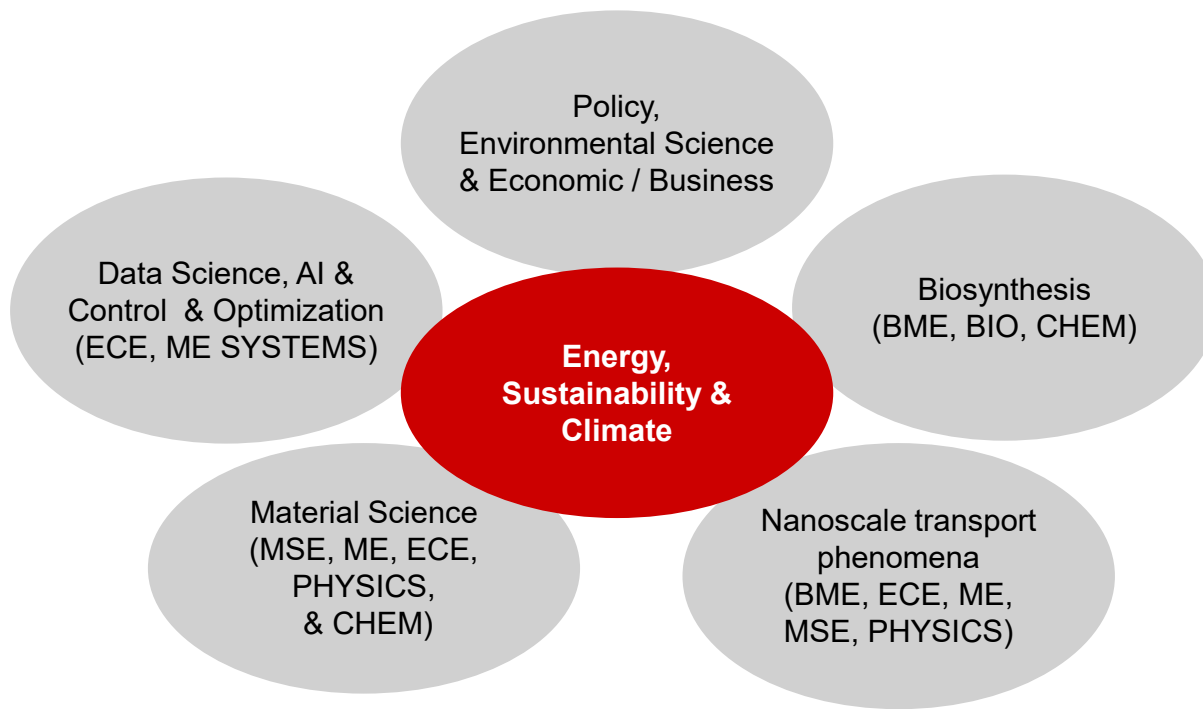 Policy,
Environmental Science
& Economic / Business
Data Science, AI &
Control & Optimization
(ECE, ME SYSTEMS)
Biosynthesis
(BME, BIO, CHEM)
Energy,
Sustainability &
Climate
Material Science
(MSE, ME, ECE,
PHYSICS,
& CHEM)
Nanoscale transport
phenomena
(BME, ECE, ME,
MSE, PHYSICS)